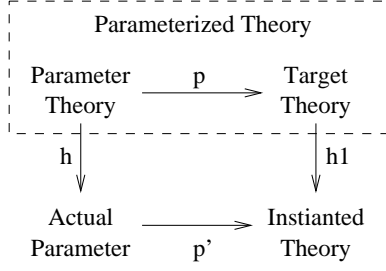 Parameterized Theory
Parameter p Target
Theory Theory
h h1
Actual Instianted
Parameter p' Theory